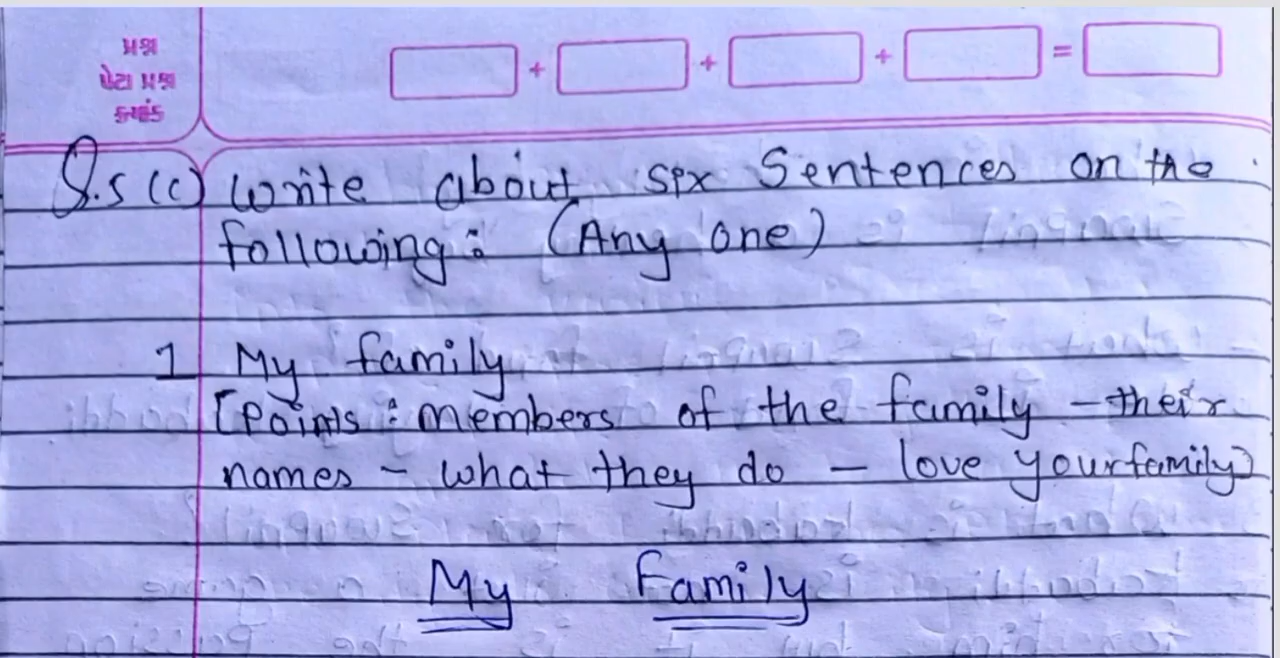 પ્રશ્ન
પેટા પ્રશ્ન
ક્રમાંક
+ + + =
Q.5 (C) Write about six Sentences on the
following : (Any one)
1 My family
[Points : members of the family - their
names - what they do - love your family]
My Family